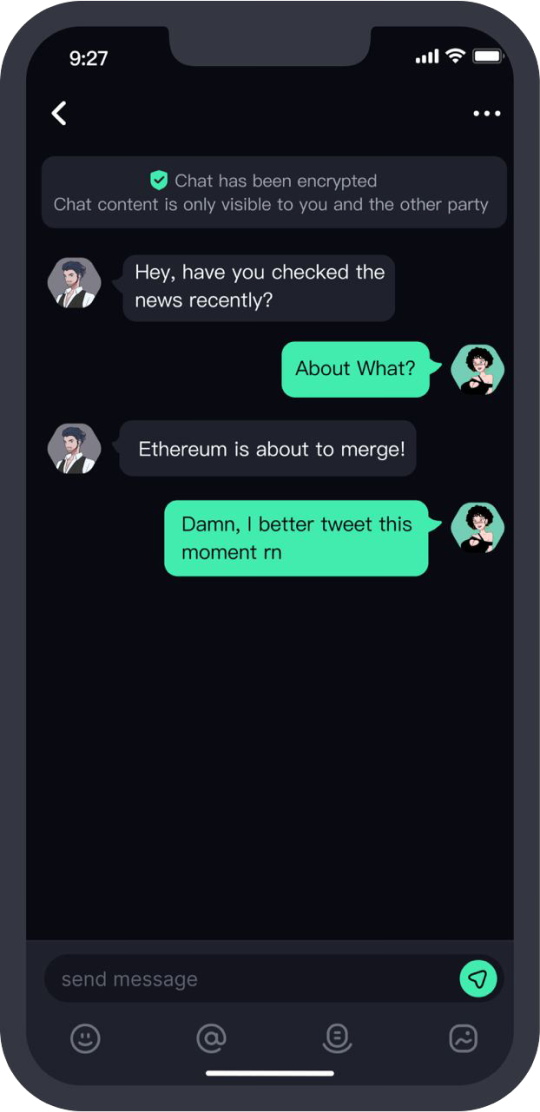 9:27
Chat has been encrypted
Chat content is only visible to you and the other party
Hey, have you checked the
news recently?
About What?
Ethereum is about to merge!
Damn, I better tweet this
moment rn
send message